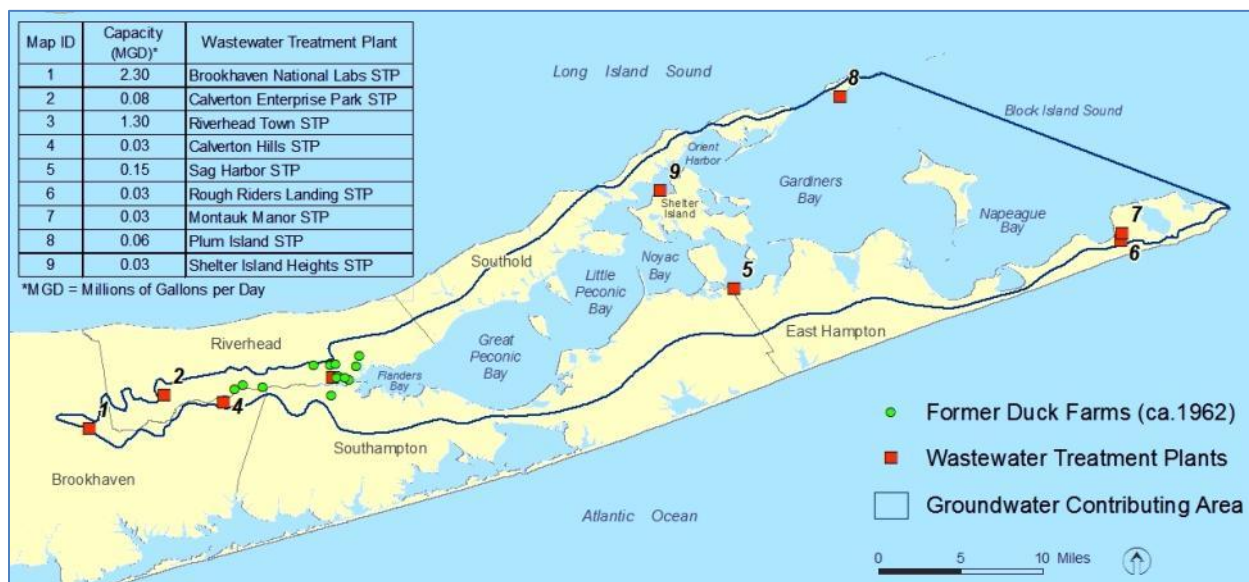 Map ID Capacity (MGD)* Wastewater Treatment Plant
1 2.30 Brookhaven National Labs STP
2 0.08 Calverton Enterprise Park STP
3 1.30 Riverhead Town STP
4 0.03 Calverton Hills STP
5 0.15 Sag Harbor STP
6 0.03 Rough Riders Landing STP
7 0.03 Montauk Manor STP
8 0.06 Plum Island STP
9 0.03 Shelter Island Heights STP
*MGD = Millions of Gallons per Day
Long Island Sound
8
Block Island Sound
Orient
Harbor
9
Shelter
Island
Gardiners
Bay
Napeague
Bay
7
6
Southold
Noyac
Bay
5
Little
Peconic
Bay
Great
Peconic
Bay
East Hampton
Riverhead
Flanders
Bay
2
1
4
Southampton
Brookhaven
Atlantic Ocean
Former Duck Farms (ca.1962)
Wastewater Treatment Plants
Groundwater Contributing Area
0 5 10 Miles